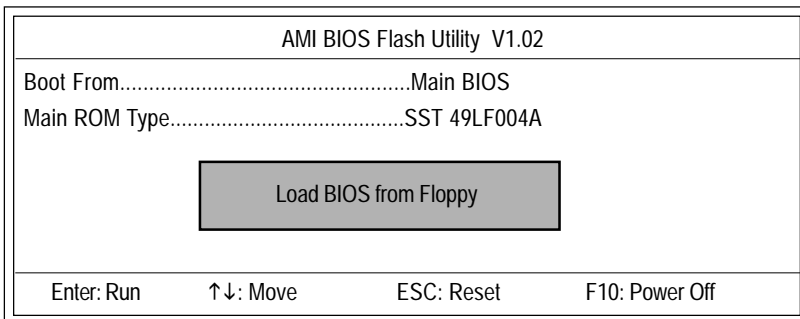 AMI BIOS Flash Utility V1.02
Boot From.................................................Main BIOS
Main ROM Type........................................SST 49LF004A
Load BIOS from Floppy
Enter: Run ↑↓: Move ESC: Reset F10: Power Off